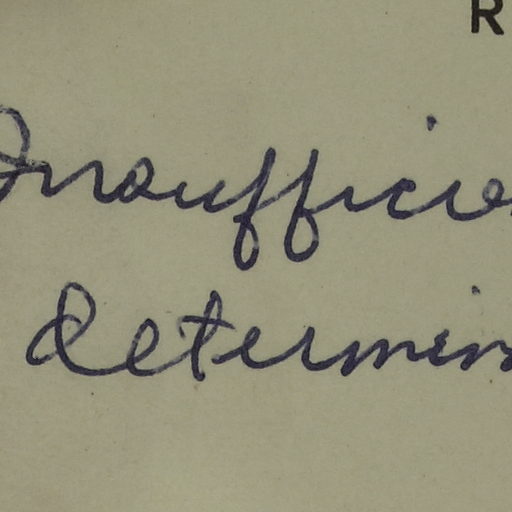 R
Insufficie
determin